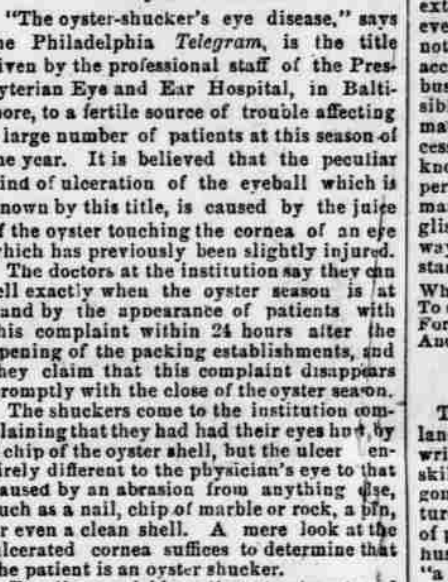 "The oyster-shucker's eye disease," says
he Philadelphia Telegram, is the title
iven by the professional staff of the Pres-
yterian Eye and Ear Hospital, in Balti-
ore, to a fertile source of trouble affecting
large number of patients at this season of
he year. It is believed that the peculiar
ind of ulceration of the eyeball which is
nown by this title, is caused by the juice
f the oyster touching the cornea of an eye
which has previously been slightly injured.
The doctors at the institution say they can
ell exactly when the oyster season is at
and by the appearance of patients with
his complaint within 24 hours after the
pening of the packing establishments, and
hey claim that this complaint disappears
romptly with the close of the oyster season.
The shuckers come to the institution com-
laining that they had had their eyes hurt, by
chip of the oyster shell, but the ulcer en-
irely different to the physician's eye to that
aused by an abrasion from anything else,
uch as a nail, chip of marble or rock, a pin,
r even a clean shell. A mere look at the
lcerated cornea suffices to determine that
he patient is an oyster shucker.
ext
eve
not
acc
bus
sib
ma
cess
kno
per
mar
glis
way
sta
Wh
To
For
And
T
lan
wri
ski
gon
tur
of
hus